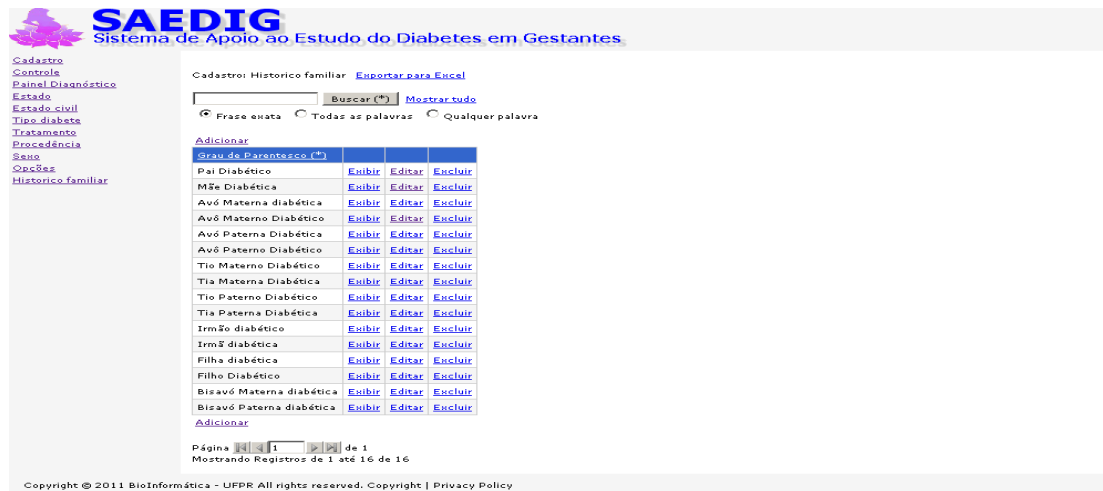 SAEDIG
Sistema de Apoio ao Estudo do Diabetes em Gestantes
Cadastro
Controle
Painel Diagnóstico
Estado
Estado civil
Tipo diabete
Tratamento
Procedência
Sexo
Opções
Historico familiar
Cadastro: Historico familiar Exportar para Excel
Buscar (*) Mostrar tudo
Frase exata Todas as palavras Qualquer palavra
Adicionar
Grau de Parentesco (*)
Pai Diabético Exibir Editar Excluir
Mãe Diabética Exibir Editar Excluir
Avó Materna diabética Exibir Editar Excluir
Avô Materno Diabético Exibir Editar Excluir
Avó Paterna Diabética Exibir Editar Excluir
Avô Paterno Diabético Exibir Editar Excluir
Tio Materno Diabético Exibir Editar Excluir
Tia Materna Diabética Exibir Editar Excluir
Tio Paterno Diabético Exibir Editar Excluir
Tia Paterna Diabética Exibir Editar Excluir
Irmão diabético Exibir Editar Excluir
Irmã diabética Exibir Editar Excluir
Filha diabética Exibir Editar Excluir
Filho Diabético Exibir Editar Excluir
Bisavó Materna diabética Exibir Editar Excluir
Bisavó Paterna diabética Exibir Editar Excluir
Adicionar
Página 1 de 1
Mostrando Registros de 1 até 16 de 16
Copyright @ 2011 BioInformática - UFPR All rights reserved. Copyright | Privacy Policy